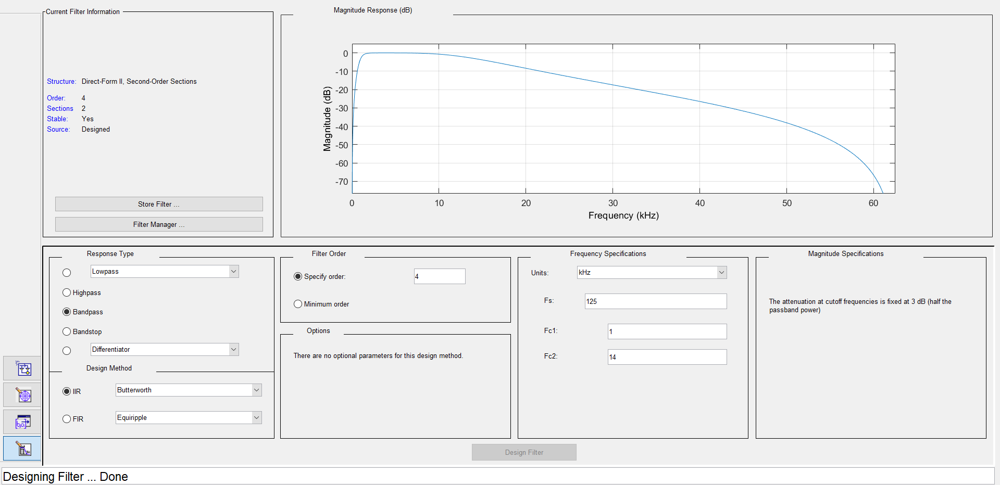 Current Filter Information
Structure: Direct-Form II, Second-Order Sections
Order: 4
Sections 2
Stable: Yes
Source: Designed
Store Filter ...
Filter Manager ...
Magnitude Response (dB)
0
-10
-20
-30
-40
-50
-60
-70
Magnitude (dB)
0 10 20 30 40 50 60
Frequency (kHz)
Response Type
Lowpass
Highpass
Bandpass
Bandstop
Differentiator
Design Method
IIR Butterworth
FIR Equiripple
Filter Order
Specify order: 4
Minimum order
Options
There are no optional parameters for this design method.
Frequency Specifications
Units: kHz
Fs: 125
Fc1: 1
Fc2: 14
Magnitude Specifications
The attenuation at cutoff frequencies is fixed at 3 dB (half the
passband power)
Design Filter
Designing Filter ... Done